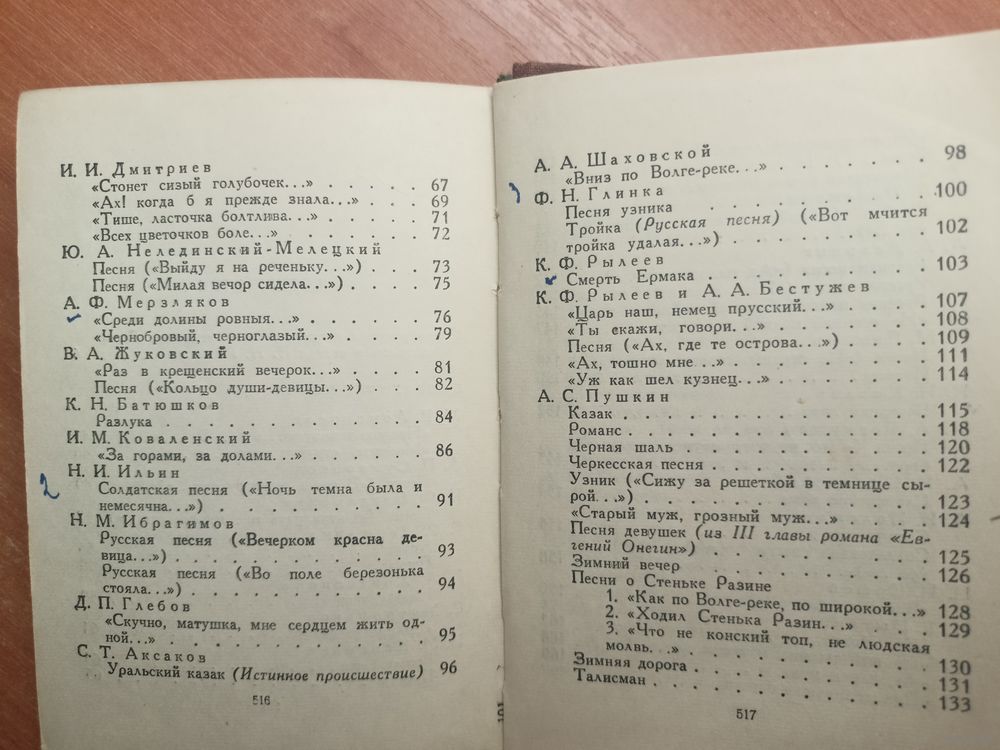 И. И. Дмитриев
«Стонет сизый голубочек...» . . . . . 67
«Ах! когда б я прежде знала...» . . . . 69
«Тише, ласточка болтлива...» . . . . . 71
«Всех цветочков боле...» . . . . . . 72
Ю. А. Нелединский-Мелецкий
Песня («Выйду я на реченьку...») . . . . 73
Песня («Милая вечор сидела...») . . . . 75
А. Ф. Мерзляков
«Среди долины ровныя...» . . . . . . 76
«Чернобровый, черноглазый...» . . . . 79
В. А. Жуковский
«Раз в крещенский вечерок...» . . . . 81
Песня («Кольцо души-девицы...») . . . . 82
К. Н. Батюшков
Разлука . . . . . . . . . . . . 84
И. М. Коваленский
«За горами, за долами...» . . . . . . 86
Н. И. Ильин
2
Солдатская песня («Ночь темна была и
немесячна...») . . . . . . . . . . 91
Н. М. Ибрагимов
Русская песня («Вечерком красна де-
вица...») . . . . . . . . . . . 93
Русская песня («Во поле березонька
стояла...») . . . . . . . . . . . 94
Д. П. Глебов
«Скучно, матушка, мне сердцем жить од-
ной...» . . . . . . . . . . . . 95
С. Т. Аксаков
Уральский казак (Истинное происшествие) 96
516
А. А. Шаховской
«Вниз по Волге-реке...» . . . . . . . 98
Ф. Н. Глинка
Песня узника . . . . . . . . . . 100
Тройка (Русская песня) («Вот мчится
тройка удалая...») . . . . . . . . . 102
К. Ф. Рылеев
Смерть Ермака . . . . . . . . . . 103
К. Ф. Рылеев и А. А. Бестужев
«Царь наш, немец прусский...» . . . . 107
«Ты скажи, говори...» . . . . . . . 108
Песня («Ах, где те острова...») . . . . 109
«Ах, тошно мне...» . . . . . . . . 111
«Уж как шел кузнец...» . . . . . . . 114
А. С. Пушкин
Казак . . . . . . . . . . . . . 115
Романс . . . . . . . . . . . . . 118
Черная шаль . . . . . . . . . . . 120
Черкесская песня . . . . . . . . . 122
Узник («Сижу за решеткой в темнице сы-
рой...») . . . . . . . . . . . . 123
«Старый муж, грозный муж...» . . . . 124
Песня девушек (из III главы романа «Ев-
гений Онегин») . . . . . . . . . . 125
Зимний вечер . . . . . . . . . . 126
Песни о Стеньке Разине
1. «Как по Волге-реке, по широкой...» 128
2. «Ходил Стенька Разин...» . . . . 129
3. «Что не конский топ, не людская
молвь...» . . . . . . . . . . . 130
Зимняя дорога . . . . . . . . . . 131
Талисман . . . . . . . . . . . . 133
517